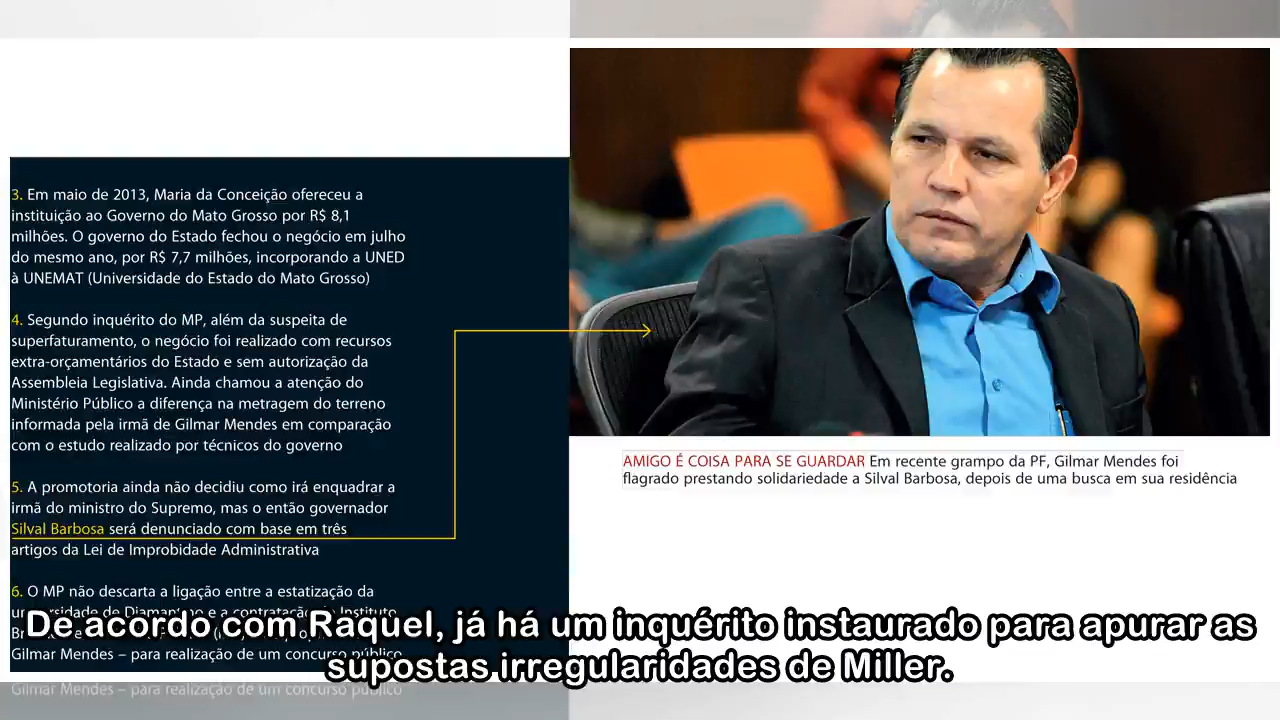 3. Em maio de 2013, Maria da Conceição ofereceu a
instituição ao Governo do Mato Grosso por R$ 8,1
milhões. O governo do Estado fechou o negócio em julho
do mesmo ano, por R$ 7,7 milhões, incorporando a UNED
à UNEMAT (Universidade do Estado do Mato Grosso)
4. Segundo inquérito do MP, além da suspeita de
superfaturamento, o negócio foi realizado com recursos
extra-orçamentários do Estado e sem autorização da
Assembleia Legislativa. Ainda chamou a atenção do
Ministério Público a diferença na metragem do terreno
informada pela irmã de Gilmar Mendes em comparação
com o estudo realizado por técnicos do governo
5. A promotoria ainda não decidiu como irá enquadrar a
irmã do ministro do Supremo, mas o então governador
Silval Barbosa será denunciado com base em três
artigos da Lei de Improbidade Administrativa
6. O MP não descarta a ligação entre a estatização da
e a
Gilmar Mendes – para realização de um concurso público
AMIGO É COISA PARA SE GUARDAR Em recente grampo da PF, Gilmar Mendes foi
flagrado prestando solidariedade a Silval Barbosa, depois de uma busca em sua residência
De acordo com Raquel, já há um inquérito instaurado para apurar as
supostas irregularidades de Miller.
Gilmar Mendes – para realização de um concurso público